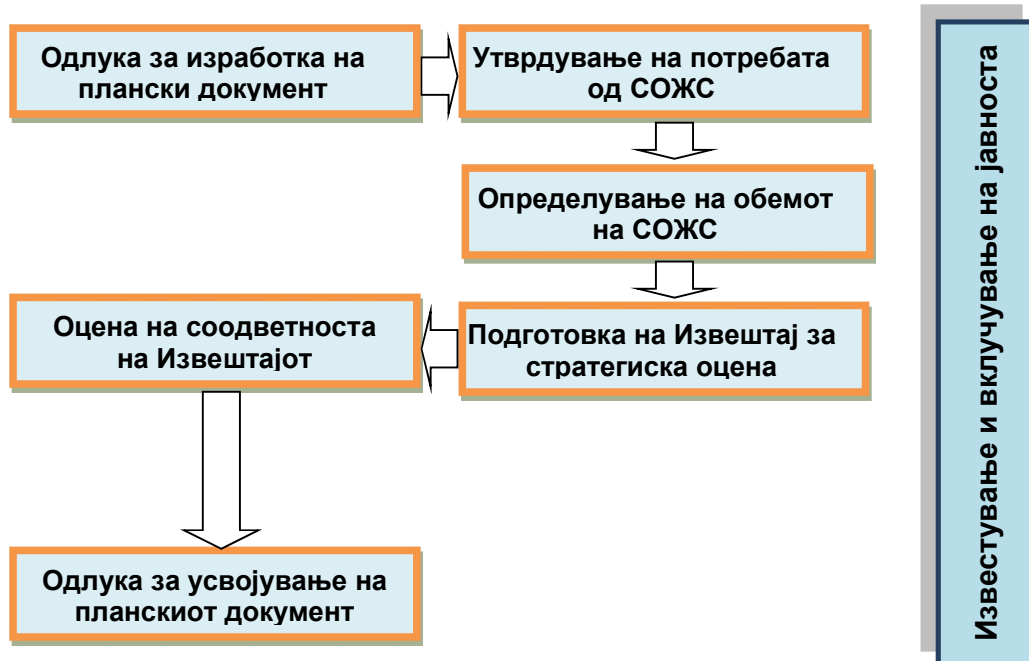 Одлука за изработка на
плански документ
Утврдување на потребата
од СОЖС
Определување на обемот
на СОЖС
Подготовка на Извештај за
стратегиска оцена
Оцена на соодветноста
на Извештајот
Одлука за усвојување на
планскиот документ
Известување и вклучување на јавноста